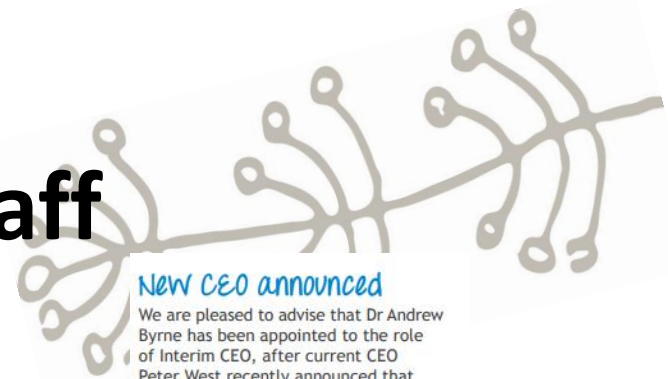 aff
New CEO announced
We are pleased to advise that Dr Andrew
Byrne has been appointed to the role
of Interim CEO, after current CEO
Peter West recently announced that